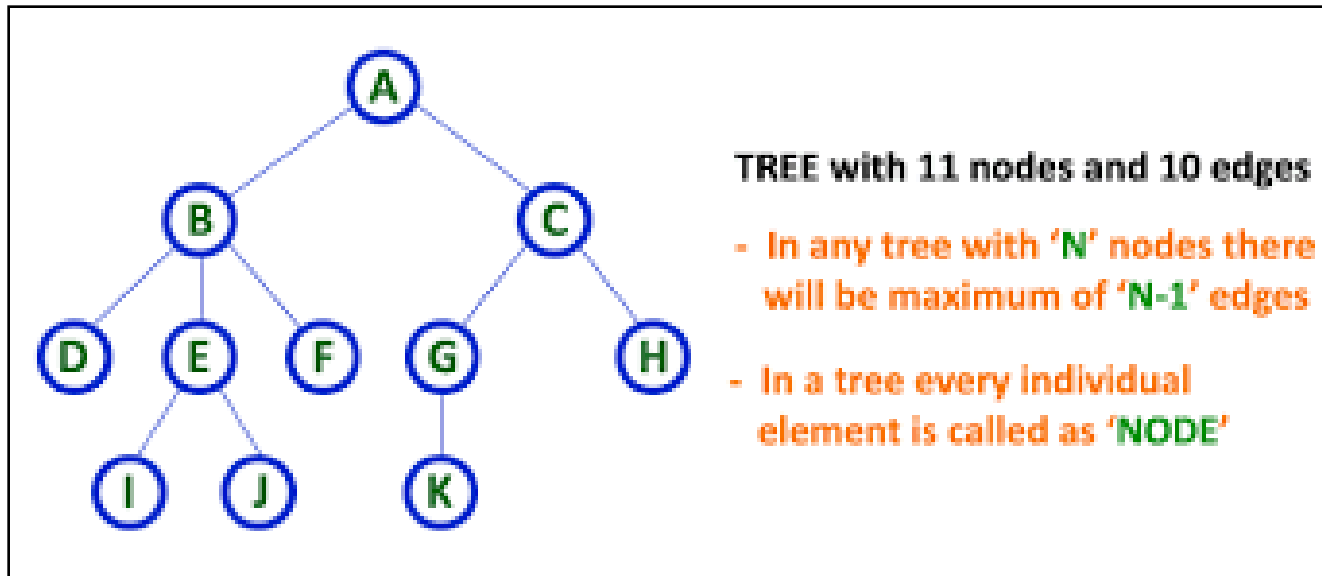 A
B
C
D
E
F
G
H
I
J
K
TREE with 11 nodes and 10 edges
- In any tree with ‘N’ nodes there
will be maximum of ‘N-1’ edges
- In a tree every individual
element is called as ‘NODE’